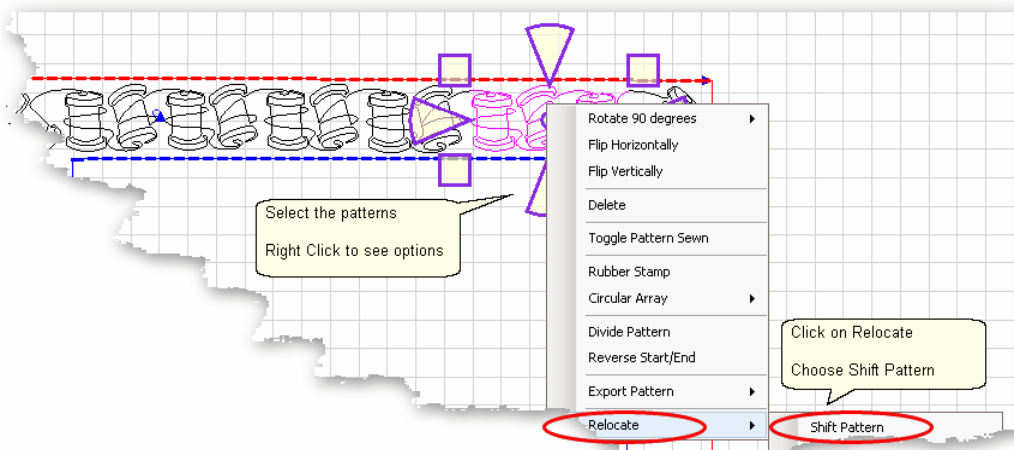 Rotate 90 degrees
Flip Horizontally
Flip Vertically
Select the patterns
Right Click to see options
Delete
Toggle Pattern Sewn
Rubber Stamp
Circular Array
Divide Pattern
Reverse Start/End
Export Pattern
Relocate
Click on Relocate
Choose Shift Pattern
Shift Pattern